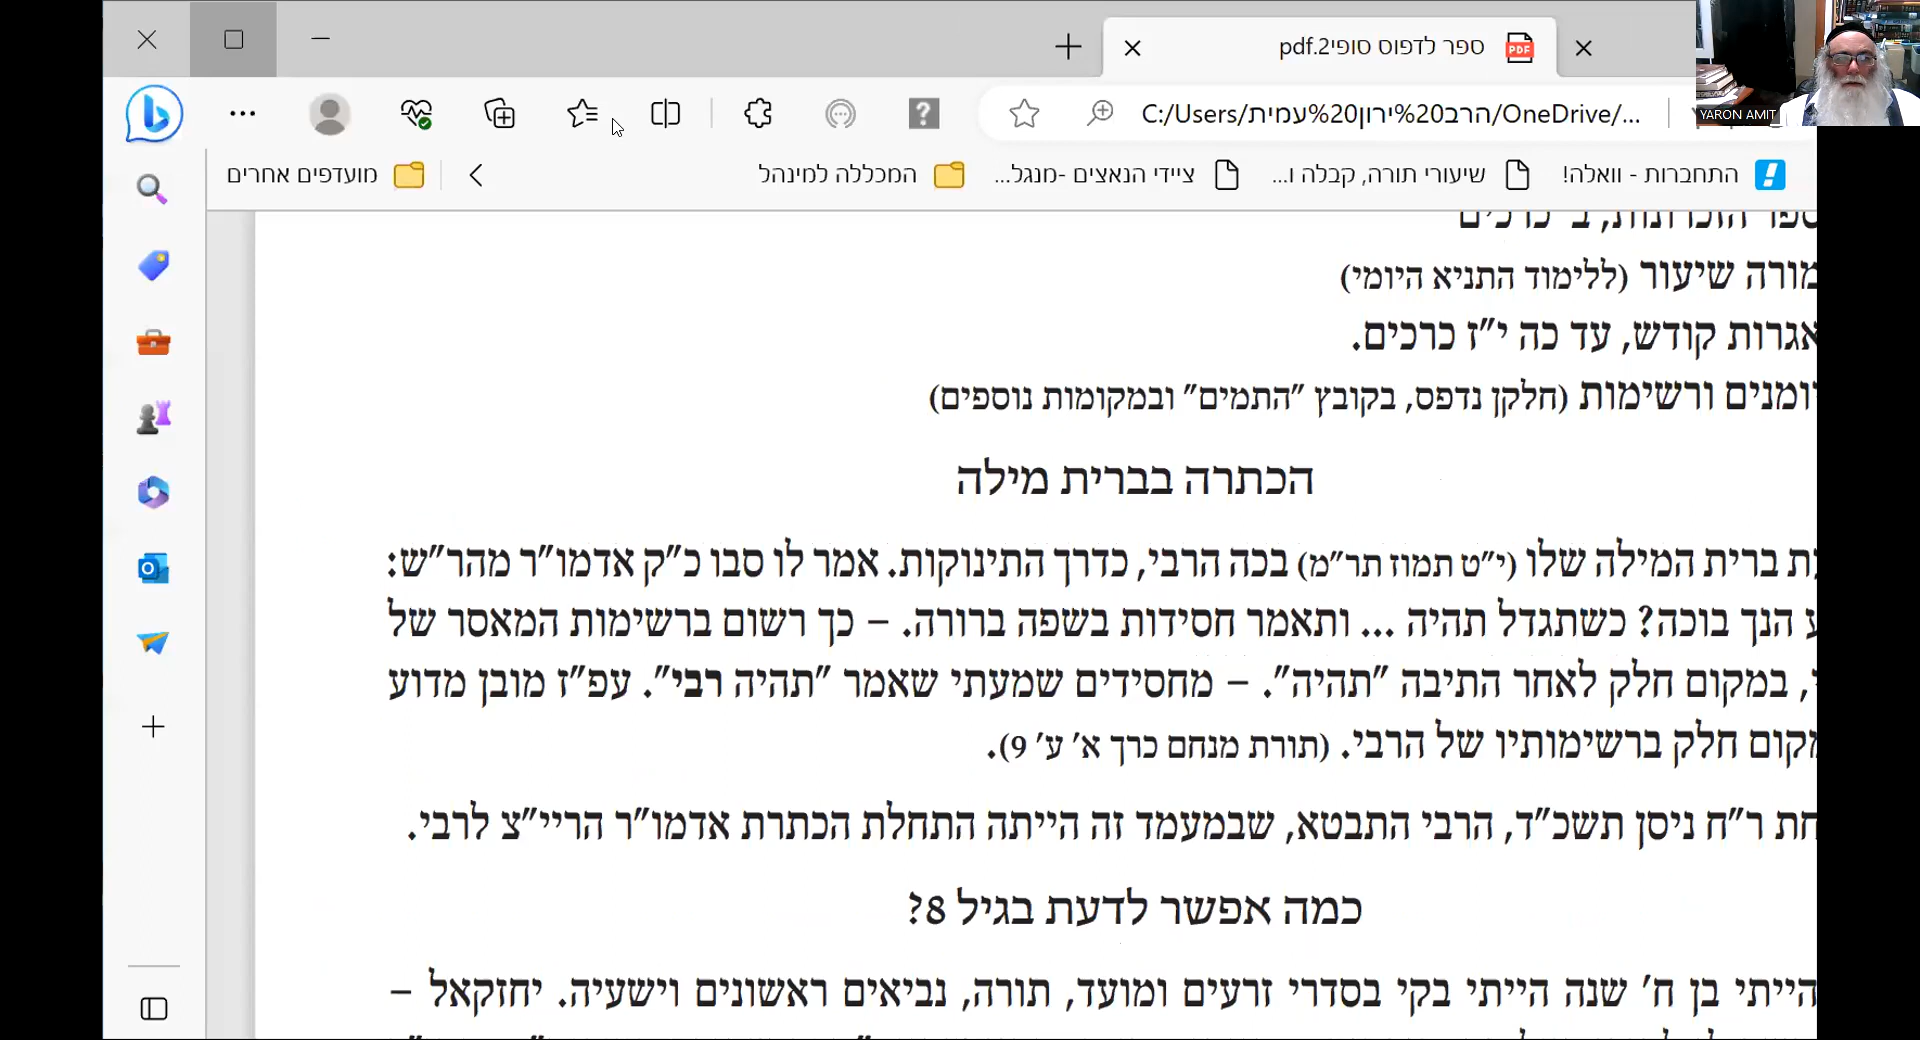 ספר לדפוס סופי2.pdf
C:/Users/הרב%20ירון%20עמית/OneDrive/...
YARON AMIT
התחברות - וואלה!
שיעורי תורה, קבלה ו...
ציידי הנאצים -מנגל...
המכללה למינהל
מועדפים אחרים
ספר הזכרונות, ב׳ כרכים
מורה שיעור (ללימוד התניא היומי)
אגרות קודש, עד כה י״ז כרכים.
ומנים ורשימות (חלקן נדפס, בקובץ ״התמים״ ובמקומות נוספים)
הכתרה בברית מילה
ת ברית המילה שלו (י״ט תמוז תר״מ) בכה הרבי, כדרך התינוקות. אמר לו סבו כ״ק אדמו״ר מהר״ש:
ע הנך בוכה? כשתגדל תהיה ... ותאמר חסידות בשפה ברורה. – כך רשום ברשימות המאסר של
י, במקום חלק לאחר התיבה ״תהיה״. – מחסידים שמעתי שאמר ״תהיה רבי״. עפ״ז מובן מדוע
מקום חלק ברשימותיו של הרבי. (תורת מנחם כרך א׳ ע׳ 9).
חת ר״ח ניסן תשכ״ד, הרבי התבטא, שבמעמד זה הייתה התחלת הכתרת אדמו״ר הריי״צ לרבי.
כמה אפשר לדעת בגיל 8?
הייתי בן ח׳ שנה הייתי בקי בסדרי זרעים ומועד, תורה, נביאים ראשונים וישעיה. יחזקאל –